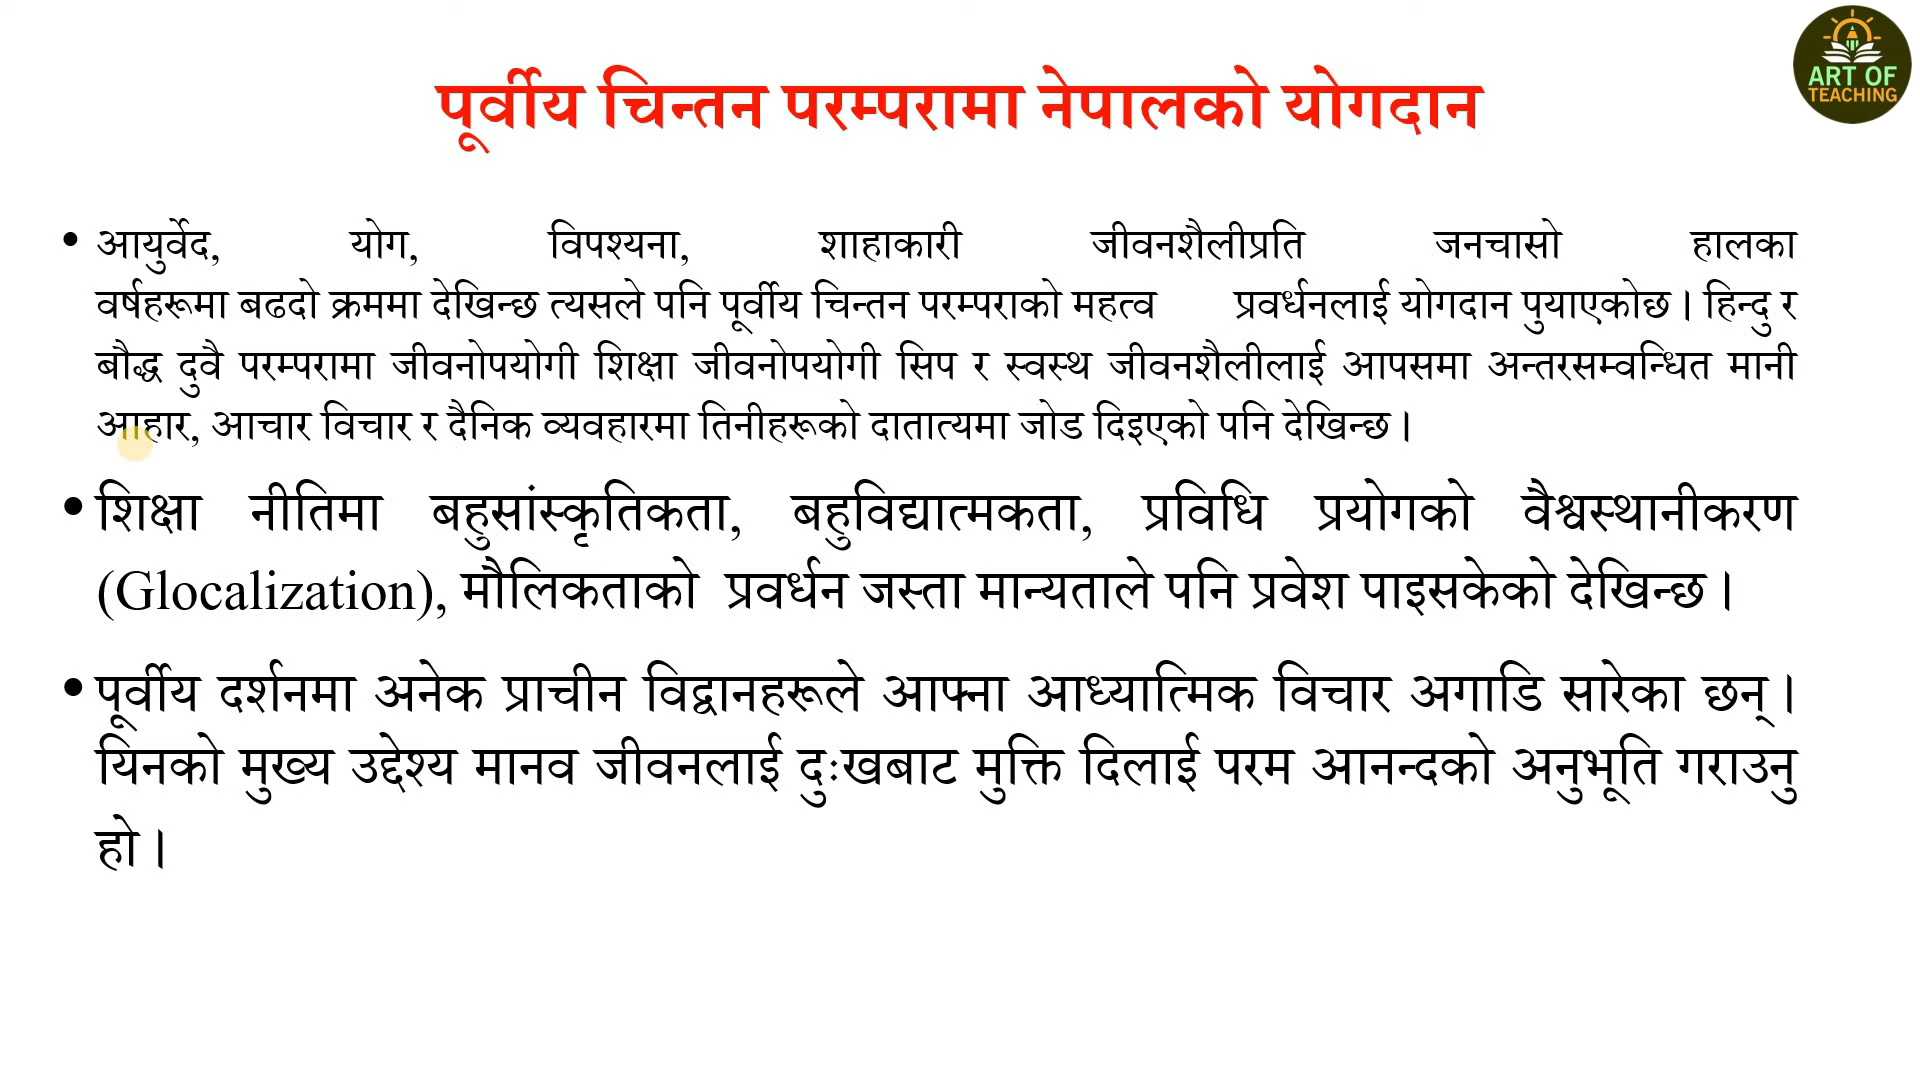 ART OF
TEACHING
पूर्वीय चिन्तन परम्परामा नेपालको योगदान
• आयुर्वेद, योग, विपश्यना, शाहाकारी जीवनशैलीप्रति जनचासो हालका
वर्षहरूमा बढदो क्रममा देखिन्छ त्यसले पनि पूर्वीय चिन्तन परम्पराको महत्व प्रवर्धनलाई योगदान पुयाएकोछ। हिन्दु र
बौद्ध दुवै परम्परामा जीवनोपयोगी शिक्षा जीवनोपयोगी सिप र स्वस्थ जीवनशैलीलाई आपसमा अन्तरसम्वन्धित मानी
आहार, आचार विचार र दैनिक व्यवहारमा तिनीहरूको दातात्यमा जोड दिइएको पनि देखिन्छ।
• शिक्षा नीतिमा बहुसांस्कृतिकता, बहुविद्यात्मकता, प्रविधि प्रयोगको वैश्वस्थानीकरण
(Glocalization), मौलिकताको प्रवर्धन जस्ता मान्यताले पनि प्रवेश पाइसकेको देखिन्छ।
• पूर्वीय दर्शनमा अनेक प्राचीन विद्वानहरूले आफ्ना आध्यात्मिक विचार अगाडि सारेका छन्।
यिनको मुख्य उद्देश्य मानव जीवनलाई दुःखबाट मुक्ति दिलाई परम आनन्दको अनुभूति गराउनु
हो।